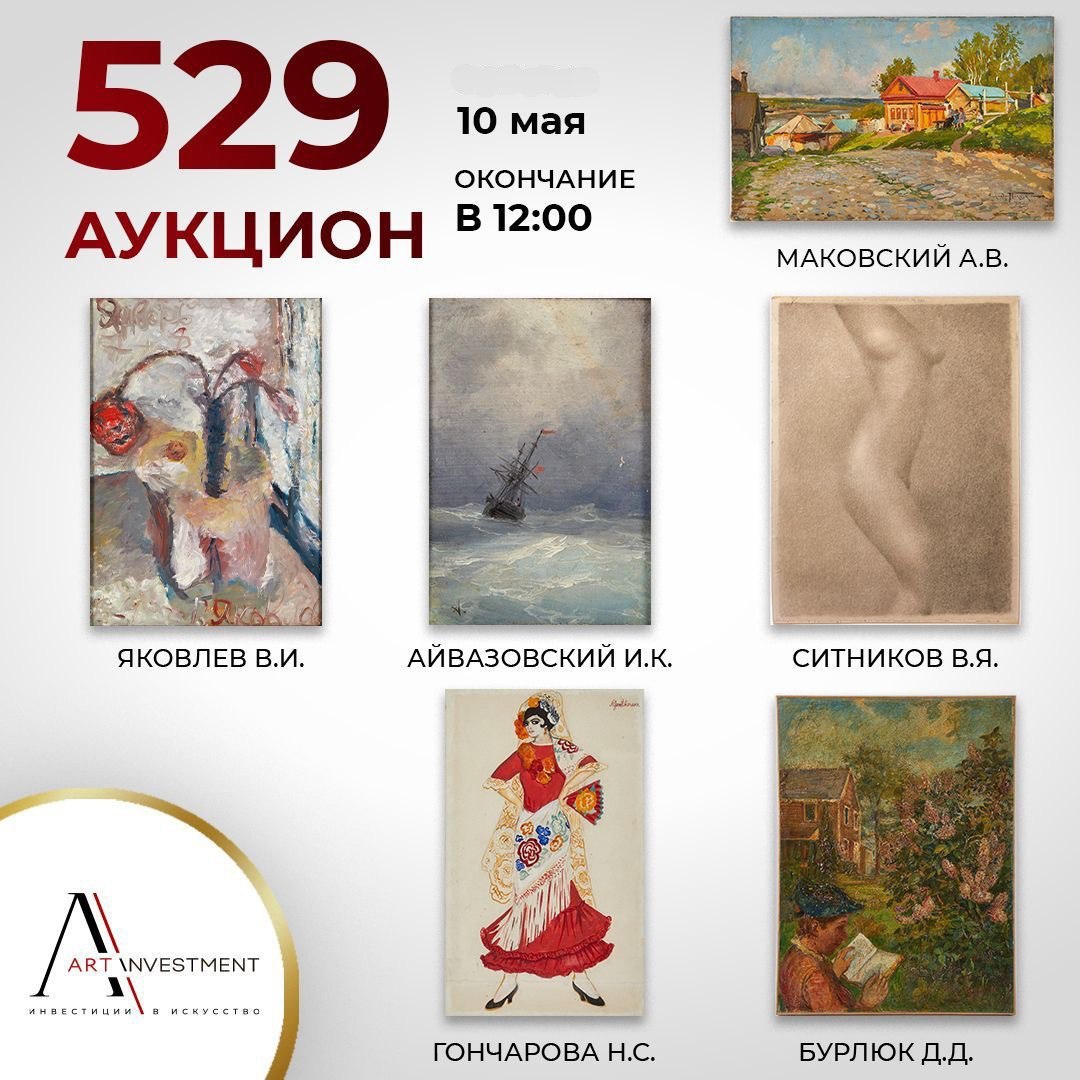 529
АУКЦИОН
10 мая
ОКОНЧАНИЕ
В 12:00
МАКОВСКИЙ А.В.
ЯКОВЛЕВ В.И.
АЙВАЗОВСКИЙ И.К.
СИТНИКОВ В.Я.
ГОНЧАРОВА Н.С.
БУРЛЮК Д.Д.
ART INVESTMENT
ИНВЕСТИЦИИ В ИСКУССТВО